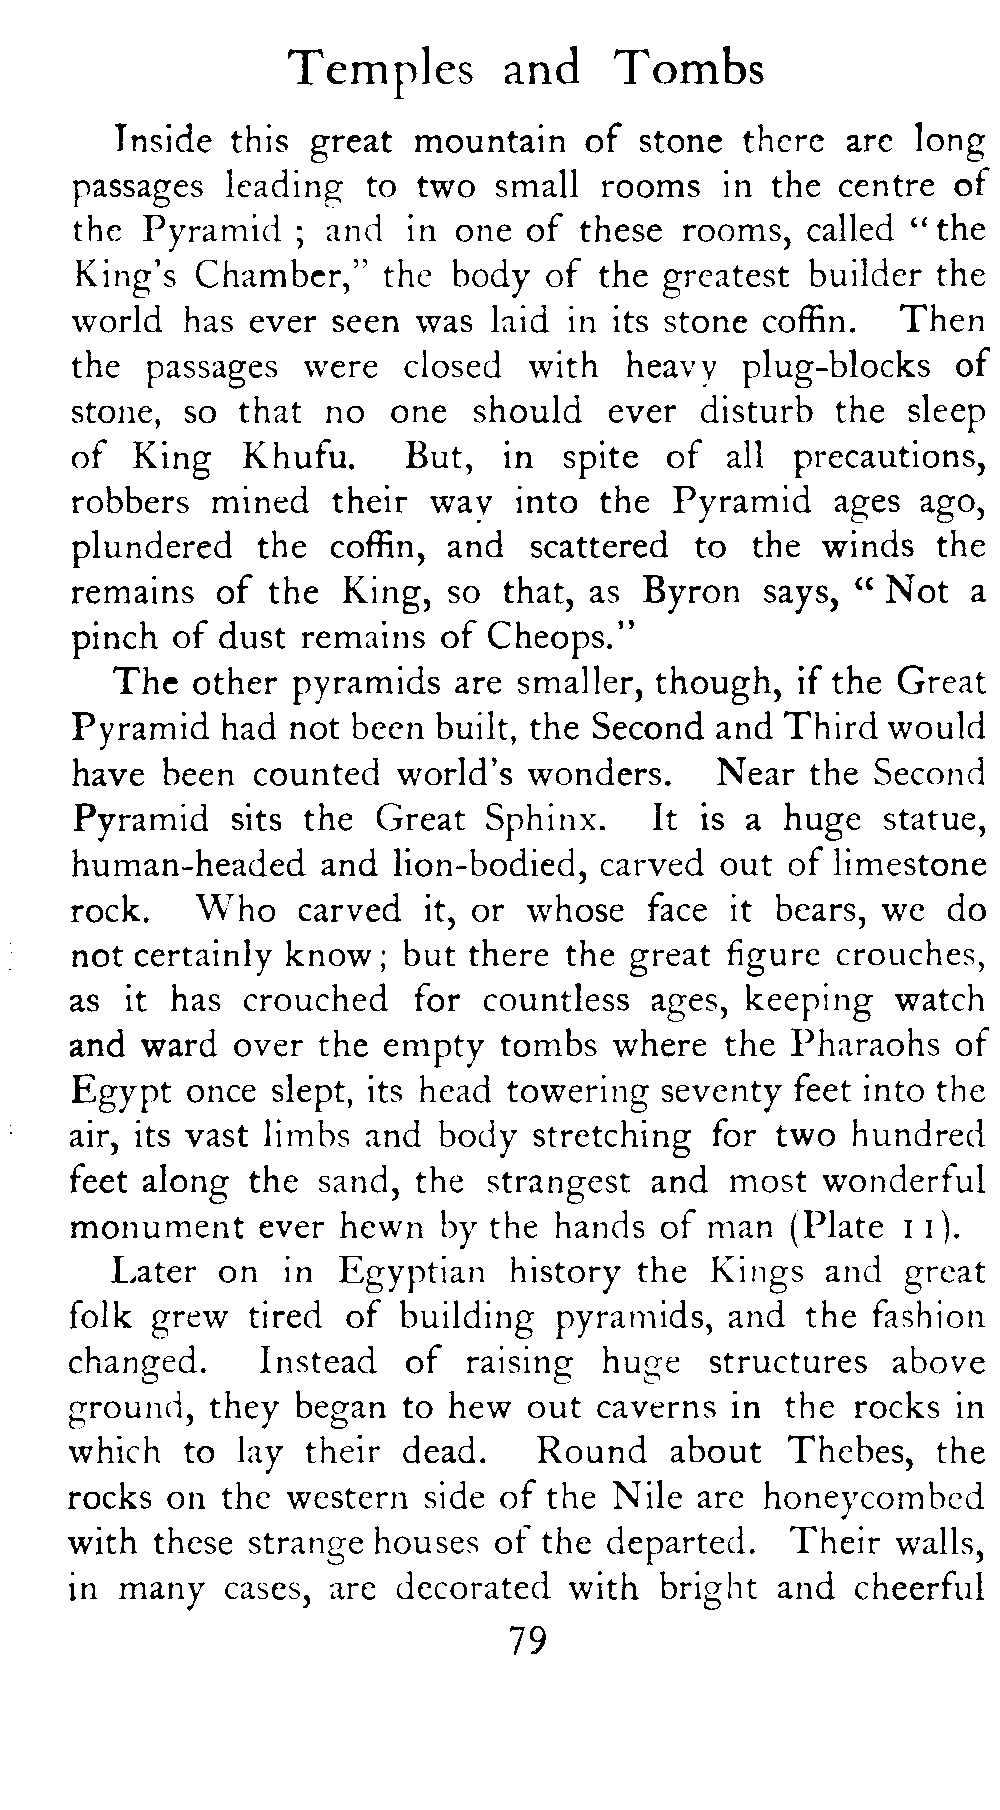 Temples and Tombs
Inside this great mountain of stone there are long
passages leading to two small rooms in the centre of
the Pyramid ; and in one of these rooms, called “ the
King’s Chamber,” the body of the greatest builder the
world has ever seen was laid in its stone coffin. Then
the passages were closed with heavy plug-blocks of
stone, so that no one should ever disturb the sleep
of King Khufu. But, in spite of all precautions,
robbers mined their way into the Pyramid ages ago,
plundered the coffin, and scattered to the winds the
remains of the King, so that, as Byron says, “ Not a
pinch of dust remains of Cheops.”
The other pyramids are smaller, though, if the Great
Pyramid had not been built, the Second and Third would
have been counted world’s wonders. Near the Second
Pyramid sits the Great Sphinx. It is a huge statue,
human-headed and lion-bodied, carved out of limestone
rock. Who carved it, or whose face it bears, we do
not certainly know ; but there the great figure crouches,
as it has crouched for countless ages, keeping watch
and ward over the empty tombs where the Pharaohs of
Egypt once slept, its head towering seventy feet into the
air, its vast limbs and body stretching for two hundred
feet along the sand, the strangest and most wonderful
monument ever hewn by the hands of man (Plate 11).
Later on in Egyptian history the Kings and great
folk grew tired of building pyramids, and the fashion
changed. Instead of raising huge structures above
ground, they began to hew out caverns in the rocks in
which to lay their dead. Round about Thebes, the
rocks on the western side of the Nile are honeycombed
with these strange houses of the departed. Their walls,
in many cases, are decorated with bright and cheerful
79